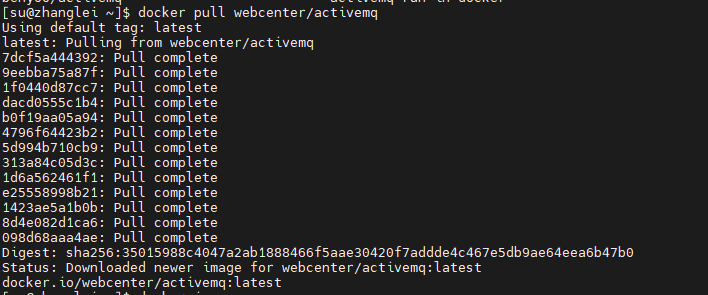 [su@zhanglei ~]$ docker pull webcenter/activemq
Using default tag: latest
latest: Pulling from webcenter/activemq
7dcf5a444392: Pull complete
9eebba75a87f: Pull complete
1f0440d87cc7: Pull complete
dacd0555c1b4: Pull complete
b0f19aa05a94: Pull complete
4796f64423b2: Pull complete
5d994b710cb9: Pull complete
313a84c05d3c: Pull complete
1d6a562461f1: Pull complete
e25558998b21: Pull complete
1423ae5a1b0b: Pull complete
8d4e082d1ca6: Pull complete
098d68aaa4ae: Pull complete
Digest: sha256:35015988c4047a2ab1888466f5aae30420f7addde4c467e5db9ae64eea6b47b0
Status: Downloaded newer image for webcenter/activemq:latest
docker.io/webcenter/activemq:latest